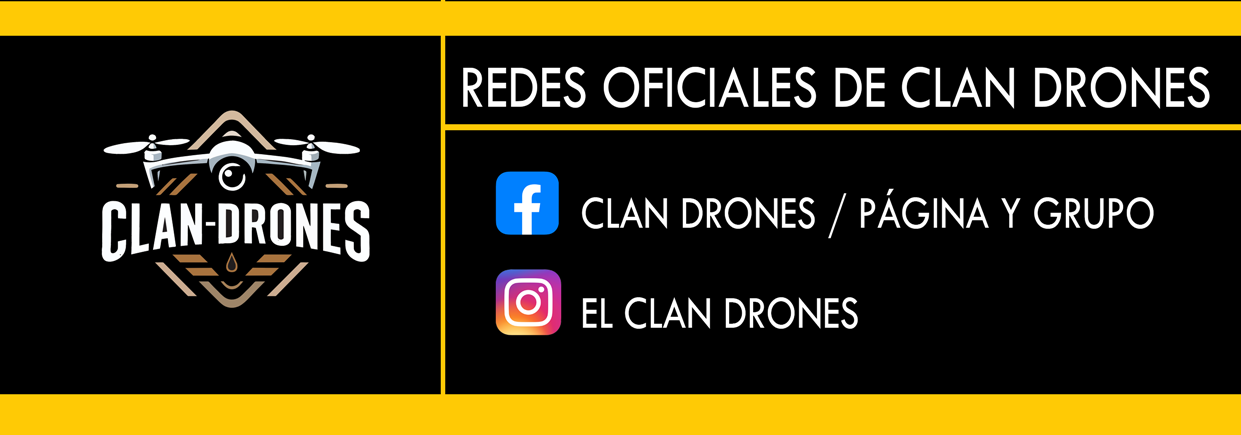 CLAN-DRONES
REDES OFICIALES DE CLAN DRONES
CLAN DRONES / PÁGINA Y GRUPO
EL CLAN DRONES